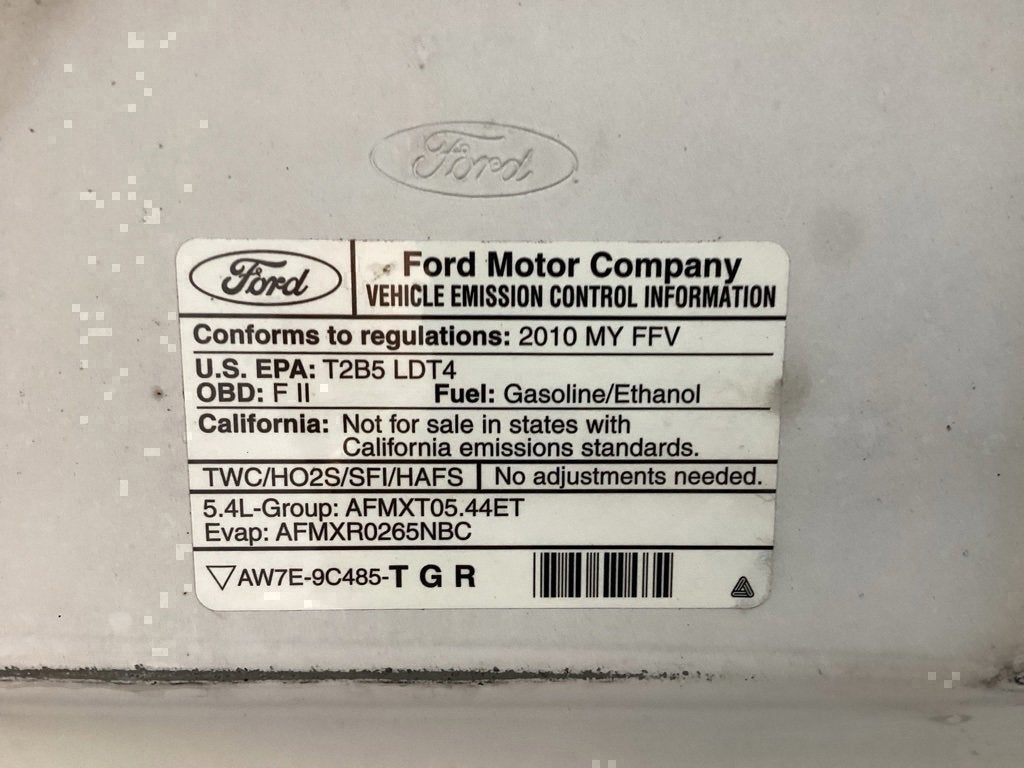 Ford
Ford
Ford Motor Company
VEHICLE EMISSION CONTROL INFORMATION
Conforms to regulations: 2010 MY FFV
U.S. EPA: T2B5 LDT4
OBD: F II Fuel: Gasoline/Ethanol
California: Not for sale in states with
California emissions standards.
TWC/HO2S/SFI/HAFS No adjustments needed.
5.4L-Group: AFMXT05.44ET
Evap: AFMXR0265NBC
AW7E-9C485-TGR